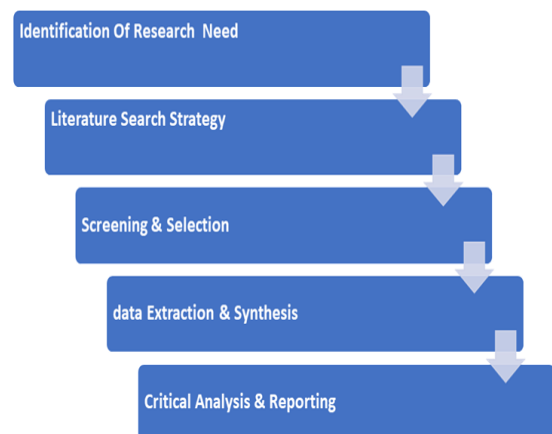 Identification Of Research Need
Literature Search Strategy
Screening & Selection
data Extraction & Synthesis
Critical Analysis & Reporting